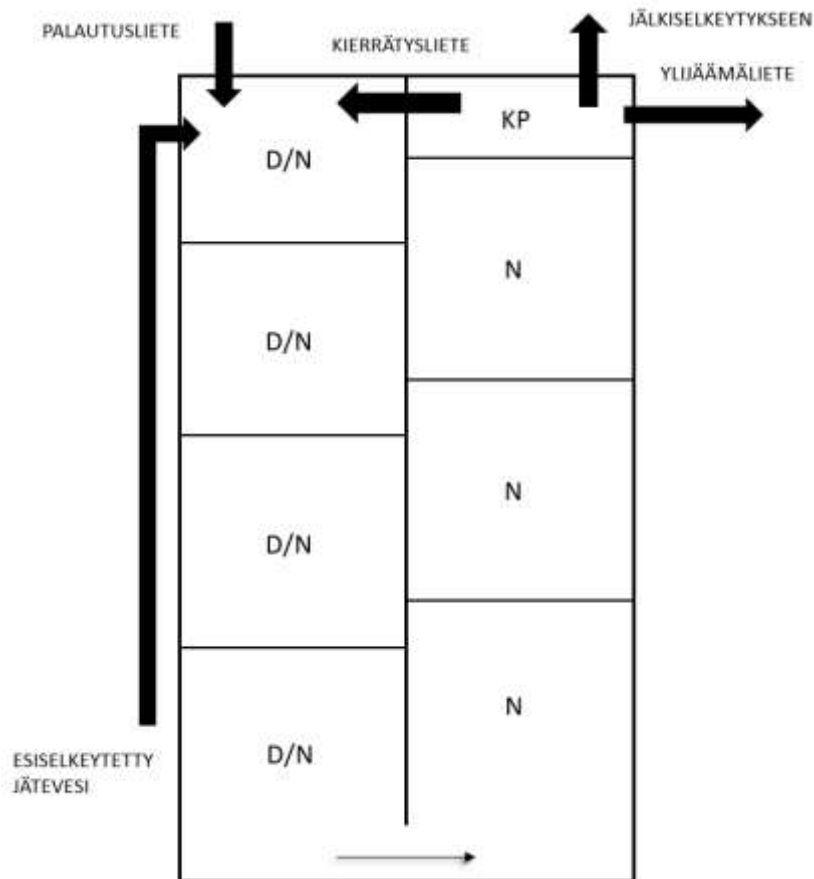 PALAUTUSLIETE
KIERRÄTYSLIETE
JÄLKISELKEYTYKSEEN
YLIJÄÄMÄLIETE
KP
D/N
N
D/N
N
D/N
N
D/N
ESISELKEYTETTY
JÄTEVESI